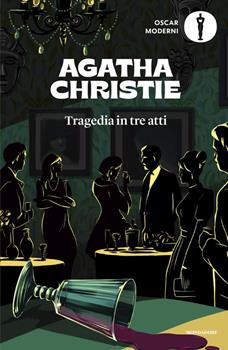 OSCAR
MODERNI
AGATHA
CHRISTIE
Tragedia in tre atti
MONDADORI